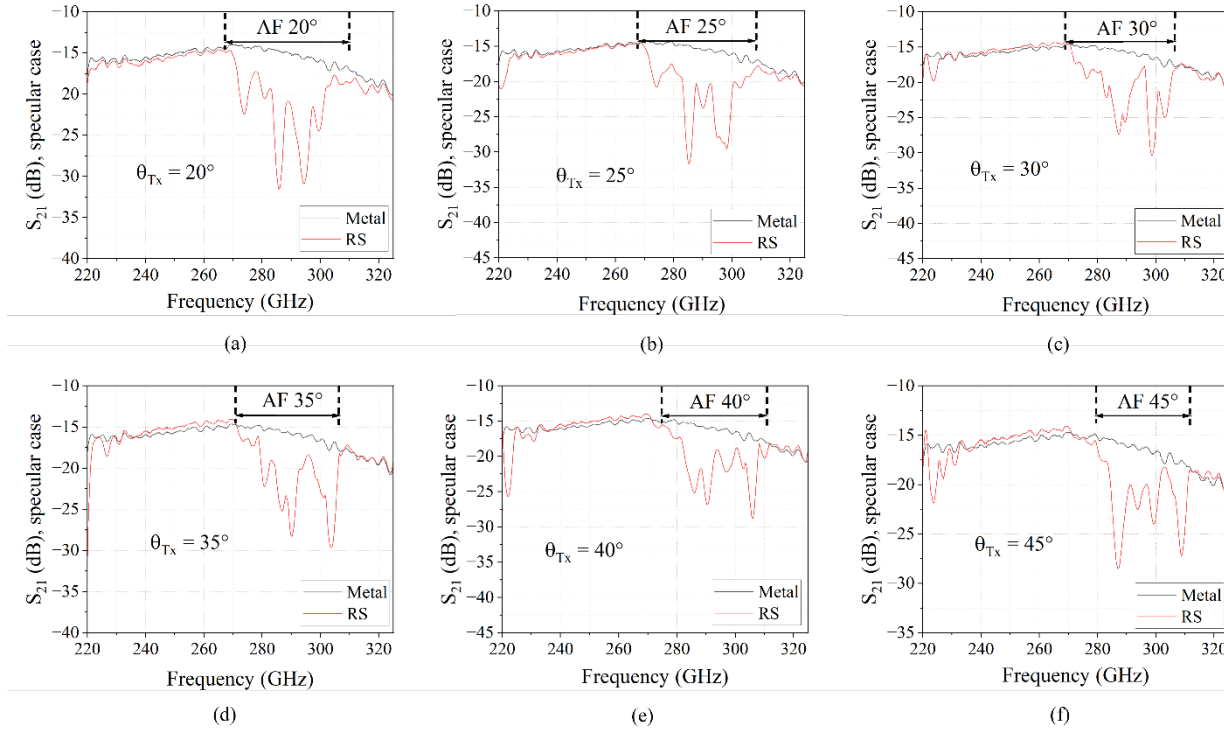 AF 20°
S21 (dB), specular case
−10
−15
−20
−25
−30
−35
−40
θTx = 20°
Metal
RS
220 240 260 280 300 320
Frequency (GHz)
(a)
AF 25°
S21 (dB), specular case
−10
−15
−20
−25
−30
−35
−40
−45
θTx = 25°
Metal
RS
220 240 260 280 300 320
Frequency (GHz)
(b)
AF 30°
S21 (dB), specular case
−10
−15
−20
−25
−30
−35
−40
−45
θTx = 30°
Metal
RS
220 240 260 280 300 320
Frequency (GHz)
(c)
AF 35°
S21 (dB), specular case
−10
−15
−20
−25
−30
−35
−40
θTx = 35°
Metal
RS
220 240 260 280 300 320
Frequency (GHz)
(d)
AF 40°
S21 (dB), specular case
−10
−15
−20
−25
−30
−35
−40
−45
θTx = 40°
Metal
RS
220 240 260 280 300 320
Frequency (GHz)
(e)
AF 45°
S21 (dB), specular case
−10
−15
−20
−25
−30
−35
θTx = 45°
Metal
RS
220 240 260 280 300 320
Frequency (GHz)
(f)